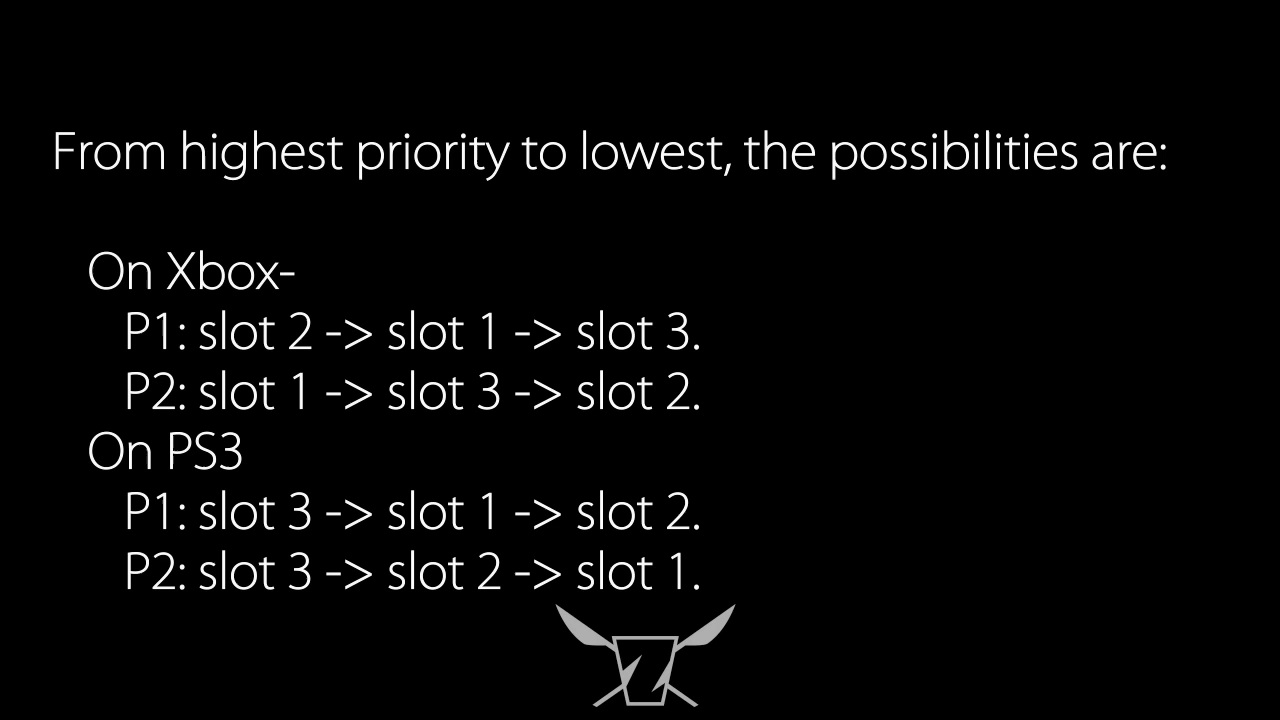 From highest priority to lowest, the possibilities are:
On Xbox-
P1: slot 2 -> slot 1 -> slot 3.
P2: slot 1 -> slot 3 -> slot 2.
On PS3
P1: slot 3 -> slot 1 -> slot 2.
P2: slot 3 -> slot 2 -> slot 1.